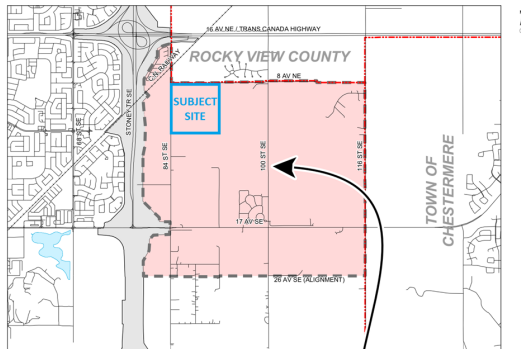 16 AV NE / TRANS CANADA HIGHWAY
C.N. RAILWAY
ROCKY VIEW COUNTY
8 AV NE
SUBJECT
SITE
68 ST SE
STONEY TR SE
84 ST SE
100 ST SE
116 ST SE
TOWN OF
CHESTERMERE
17 AV SE
26 AV SE (ALIGNMENT)